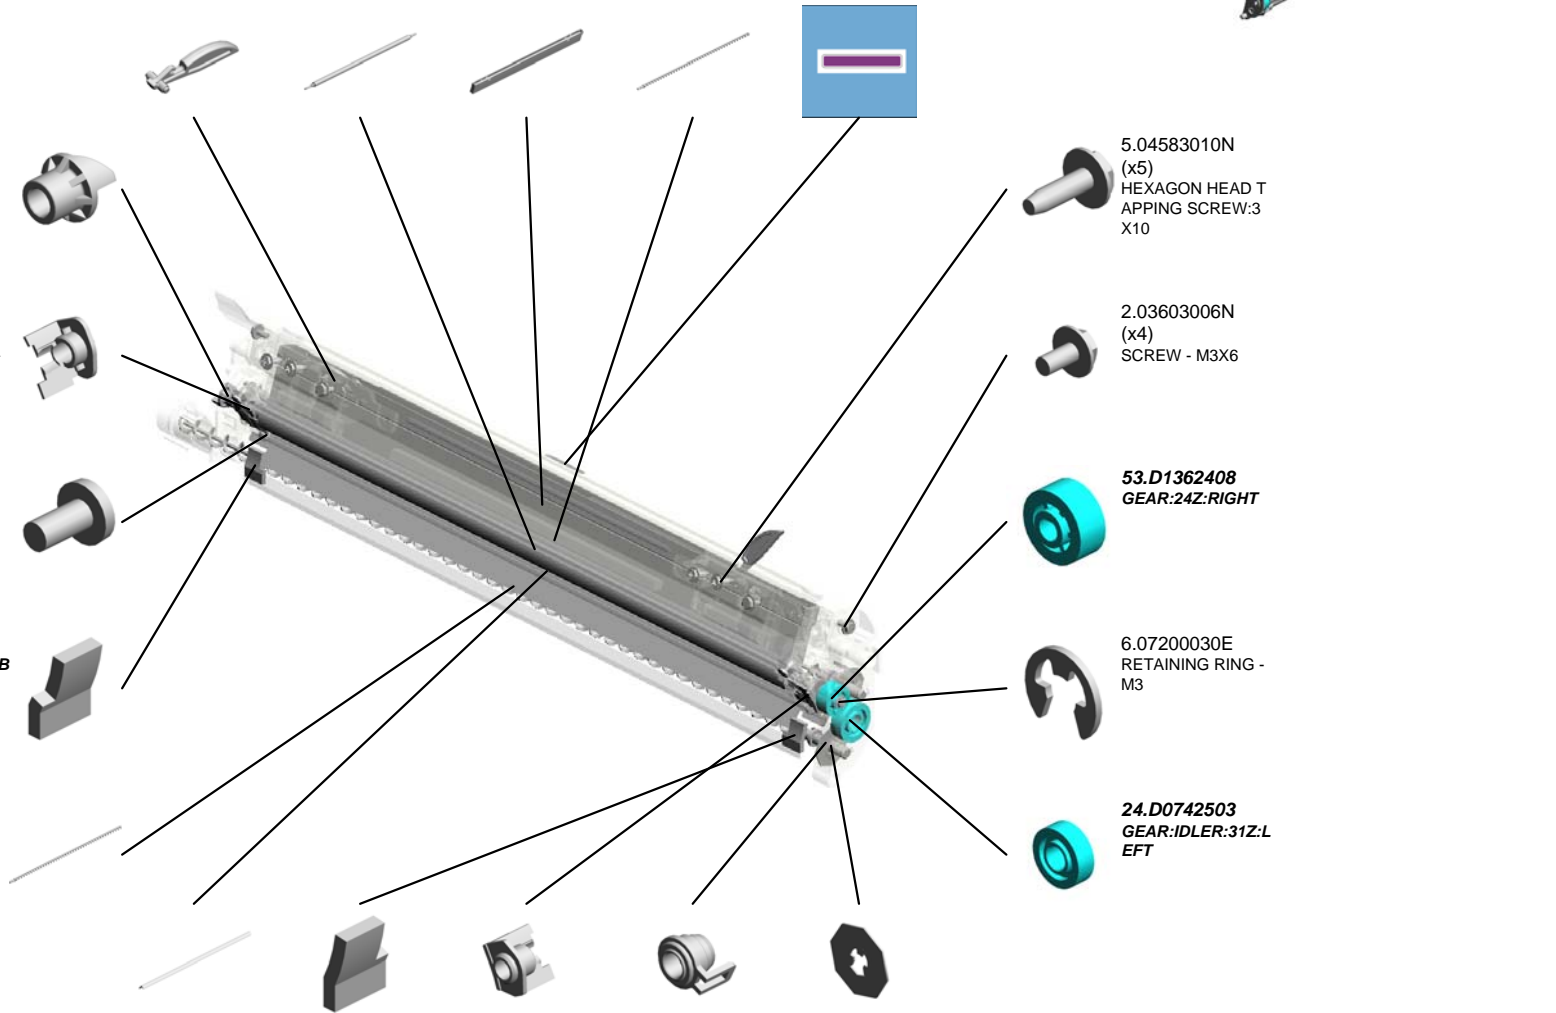 5.04583010N
(x5)
HEXAGON HEAD T
APPING SCREW:3
X10
2.03603006N
(x4)
SCREW - M3X6
53.D1362408
GEAR:24Z:RIGHT
6.07200030E
RETAINING RING -
M3
B
24.D0742503
GEAR:IDLER:31Z:L
EFT